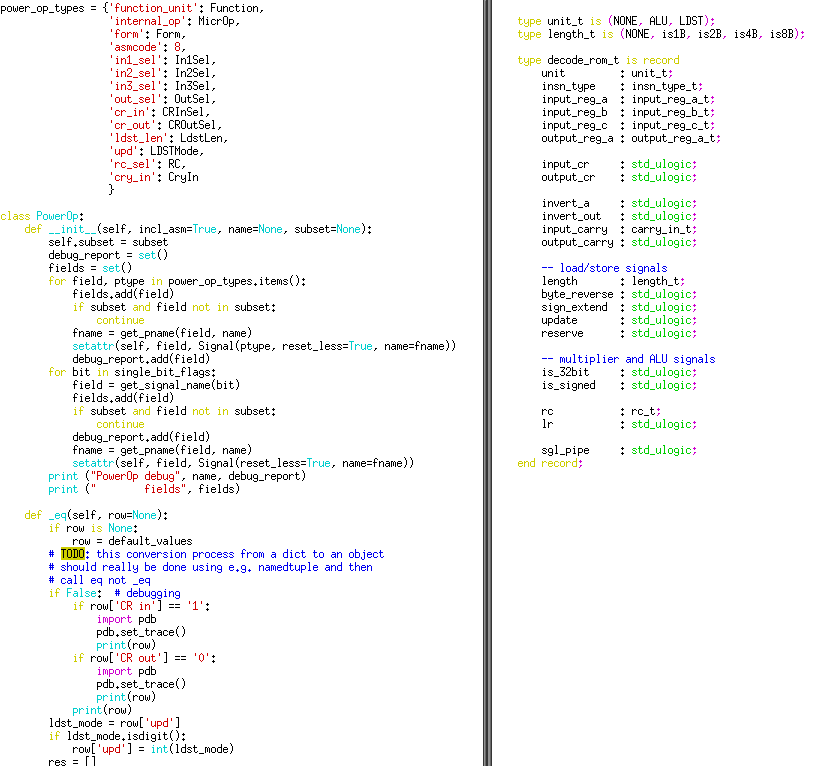 power_op_types = {'function_unit': Function,
                  'internal_op': MicrOp,
                  'form': Form,
                  'asmcode': 8,
                  'in1_sel': In1Sel,
                  'in2_sel': In2Sel,
                  'in3_sel': In3Sel,
                  'out_sel': OutSel,
                  'cr_in': CRInSel,
                  'cr_out': CROutSel,
                  'ldst_len': LdstLen,
                  'upd': LDSTMode,
                  'rc_sel': RC,
                  'cry_in': CryIn
                  }

class PowerOp:
    def __init__(self, incl_asm=True, name=None, subset=None):
        self.subset = subset
        debug_report = set()
        fields = set()
        for field, ptype in power_op_types.items():
            fields.add(field)
            if subset and field not in subset:
                continue
            fname = get_pname(field, name)
            setattr(self, field, Signal(ptype, reset_less=True, name=fname))
            debug_report.add(field)
        for bit in single_bit_flags:
            field = get_signal_name(bit)
            fields.add(field)
            if subset and field not in subset:
                continue
            debug_report.add(field)
            fname = get_pname(field, name)
            setattr(self, field, Signal(reset_less=True, name=fname))
        print ("PowerOp debug", name, debug_report)
        print ("        fields", fields)

    def _eq(self, row=None):
        if row is None:
            row = default_values
        # TODO: this conversion process from a dict to an object
        # should really be done using e.g. namedtuple and then
        # call eq not _eq
        if False:  # debugging
            if row['CR in'] == '1':
                import pdb
                pdb.set_trace()
                print(row)
            if row['CR out'] == '0':
                import pdb
                pdb.set_trace()
                print(row)
            print(row)
        ldst_mode = row['upd']
        if ldst_mode.isdigit():
            row['upd'] = int(ldst_mode)
        res = []
type unit_t is (NONE, ALU, LDST);
type length_t is (NONE, is1B, is2B, is4B, is8B);

type decode_rom_t is record
    unit         : unit_t;
    insn_type    : insn_type_t;
    input_reg_a  : input_reg_a_t;
    input_reg_b  : input_reg_b_t;
    input_reg_c  : input_reg_c_t;
    output_reg_a : output_reg_a_t;

    input_cr     : std_ulogic;
    output_cr    : std_ulogic;

    invert_a     : std_ulogic;
    invert_out   : std_ulogic;
    input_carry  : carry_in_t;
    output_carry : std_ulogic;

    -- load/store signals
    length       : length_t;
    byte_reverse : std_ulogic;
    sign_extend  : std_ulogic;
    update       : std_ulogic;
    reserve      : std_ulogic;

    -- multiplier and ALU signals
    is_32bit     : std_ulogic;
    is_signed    : std_ulogic;

    rc           : rc_t;
    lr           : std_ulogic;

    sgl_pipe     : std_ulogic;
end record;